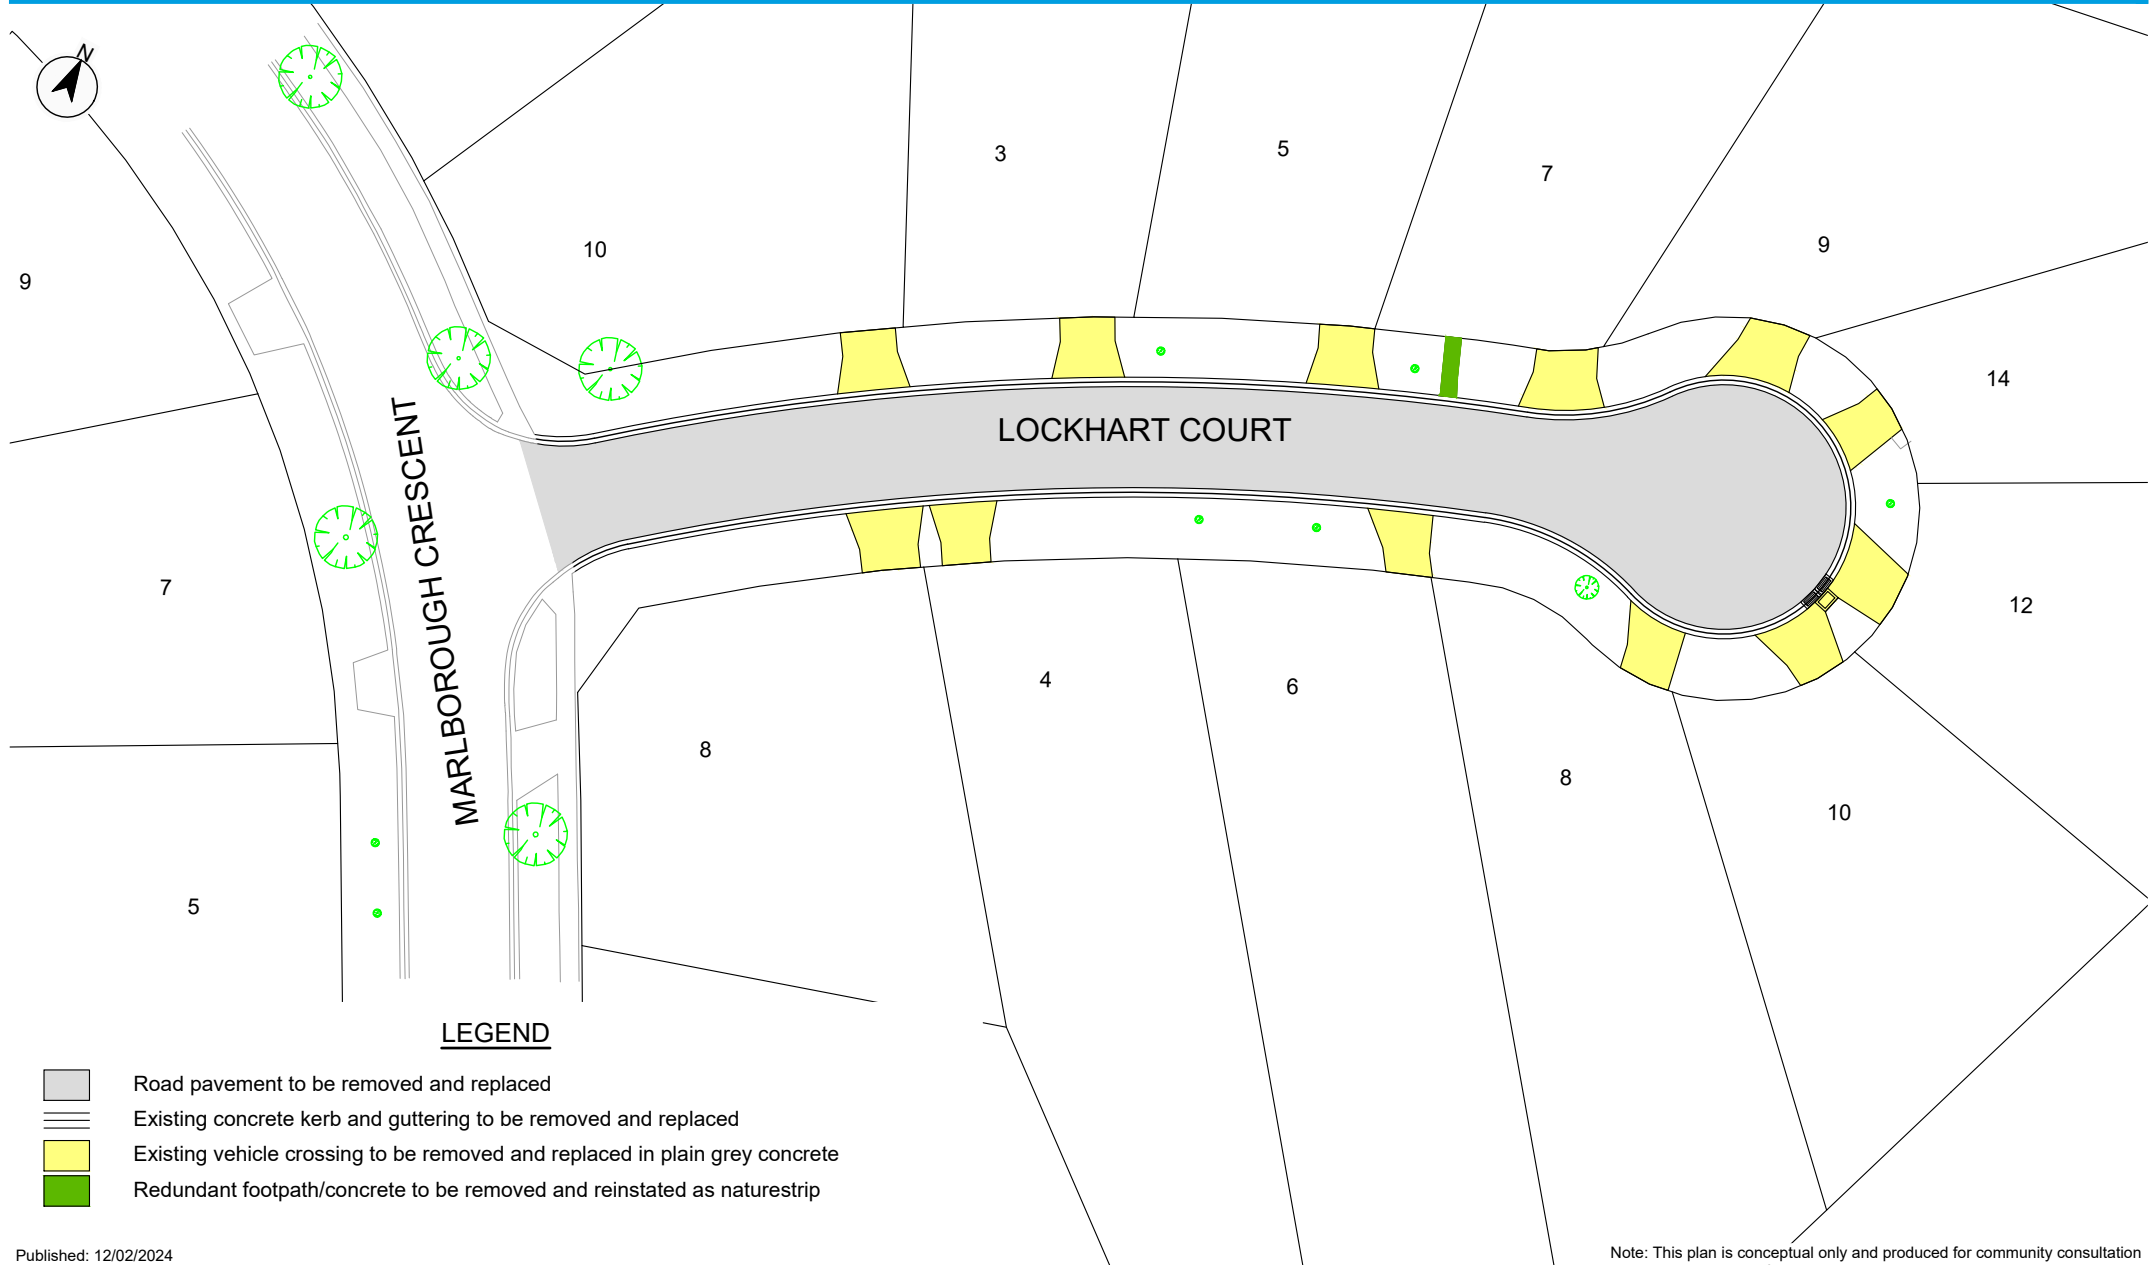 N
3
5
7
9
10
9
14
LOCKHART COURT
MARLBOROUGH CRESCENT
7
12
4
6
8
8
10
5
LEGEND
Road pavement to be removed and replaced
Existing concrete kerb and guttering to be removed and replaced
Existing vehicle crossing to be removed and replaced in plain grey concrete
Redundant footpath/concrete to be removed and reinstated as naturestrip
Published: 12/02/2024
Note: This plan is conceptual only and produced for community consultation